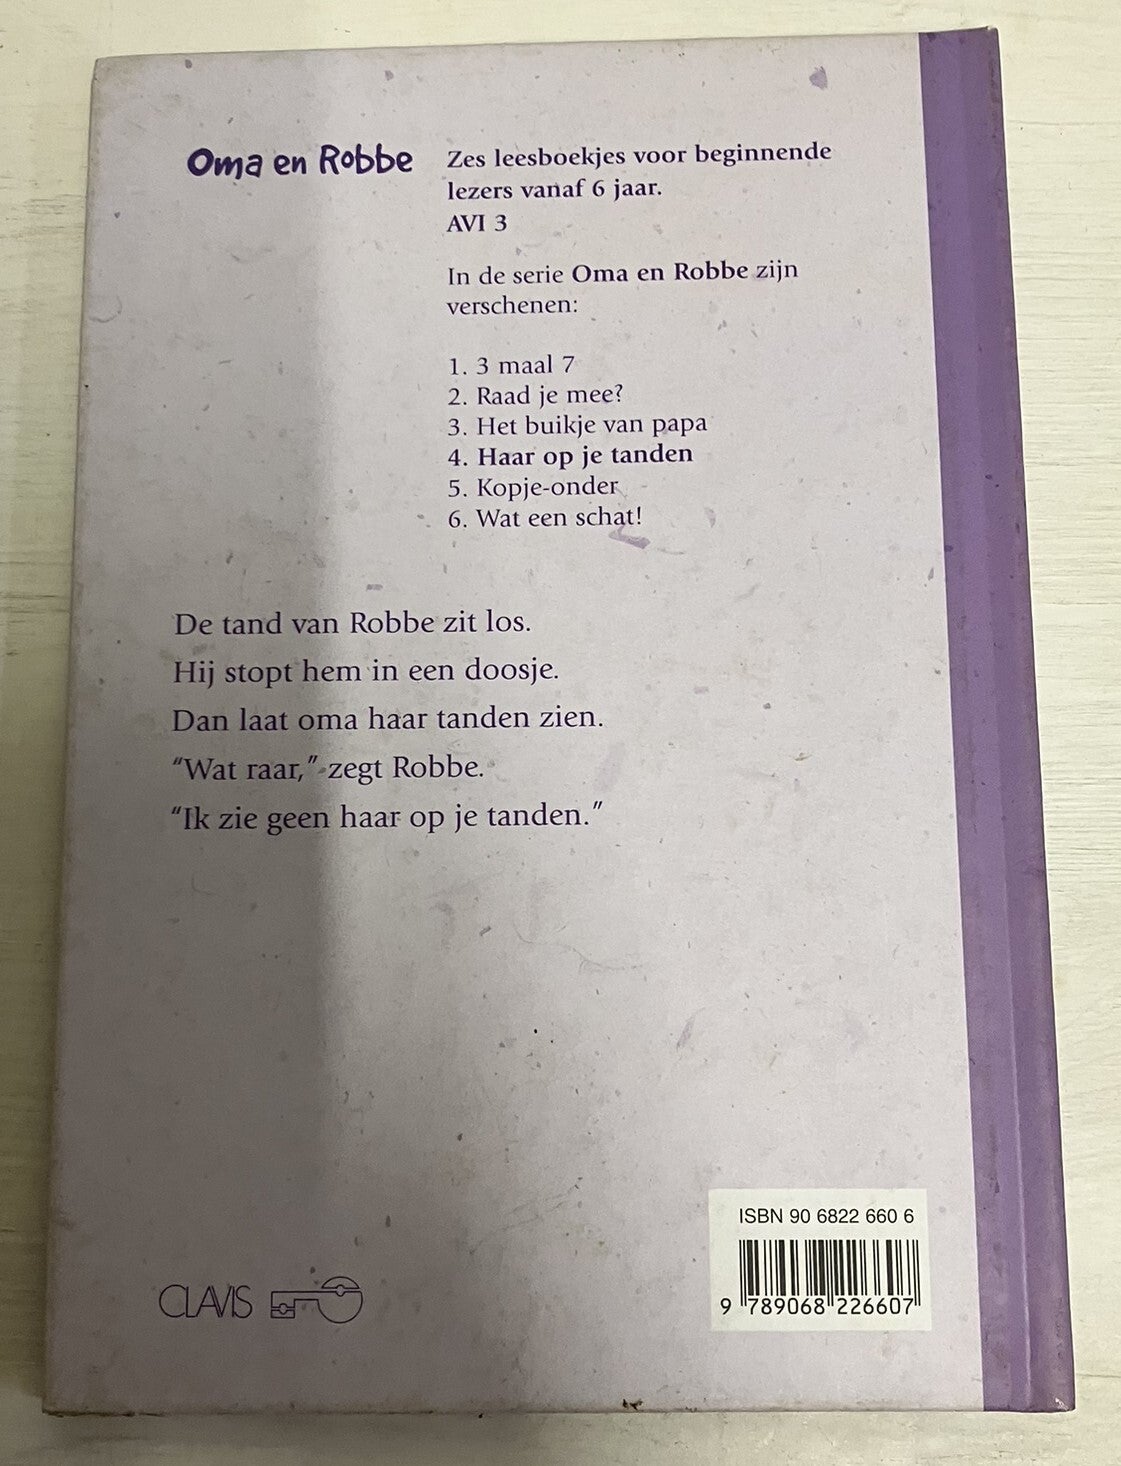 Oma en Robbe
Zes leesboekjes voor beginnende
lezers vanaf 6 jaar.
AVI 3
In de serie Oma en Robbe zijn
verschenen:
1. 3 maal 7
2. Raad je mee?
3. Het buikje van papa
4. Haar op je tanden
5. Kopje-onder
6. Wat een schat!
De tand van Robbe zit los.
Hij stopt hem in een doosje.
Dan laat oma haar tanden zien.
"Wat raar," zegt Robbe.
"Ik zie geen haar op je tanden."
CLAVIS
ISBN 90 6822 660 6
9 789068 226607